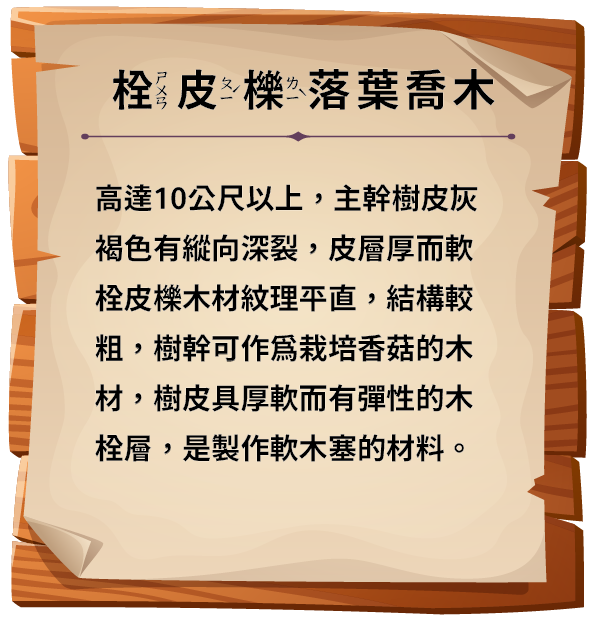 栓ㄕㄨㄢ皮ㄆㄧˊ櫟ㄌㄧˋ落葉喬木
高達10公尺以上，主幹樹皮灰
褐色有縱向深裂，皮層厚而軟
栓皮櫟木材紋理平直，結構較
粗，樹幹可作爲栽培香菇的木
材，樹皮具厚軟而有彈性的木
栓層，是製作軟木塞的材料。